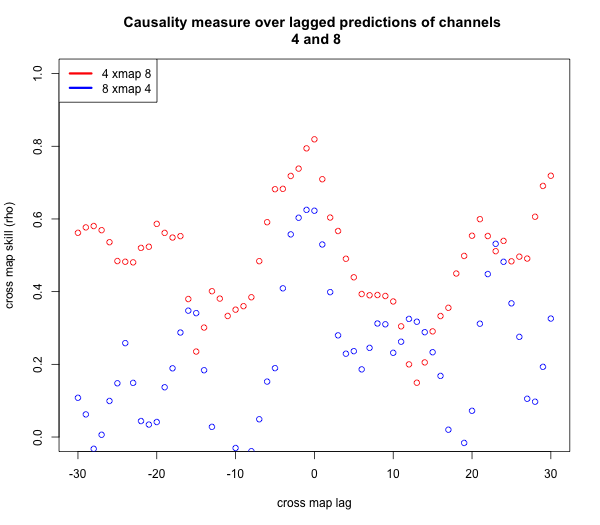 Causality measure over lagged predictions of channels
4 and 8
4 xmap 8
8 xmap 4
cross map skill (rho)
1.0
0.8
0.6
0.4
0.2
0.0
-30 -20 -10 0 10 20 30
cross map lag